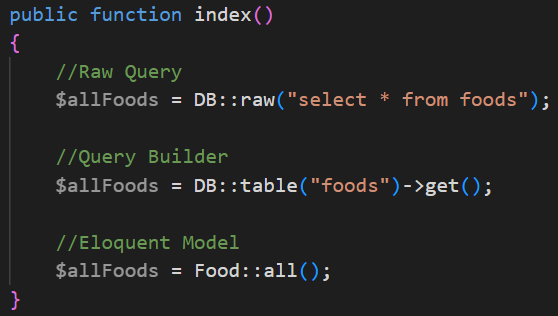 public function index()
{
    //Raw Query
    $allFoods = DB::raw("select * from foods");
    //Query Builder
    $allFoods = DB::table("foods")->get();
    //Eloquent Model
    $allFoods = Food::all();
}